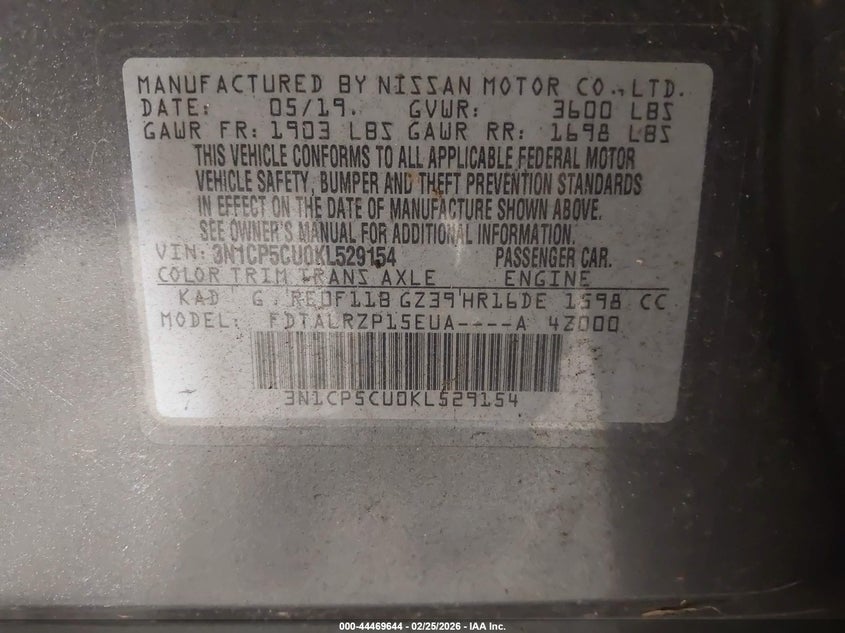 MANUFACTURED BY NISSAN MOTOR CO., LTD.
DATE: 05/19. GVWR: 3600 LBS
GAWR FR: 1903 LBS GAWR RR: 1698 LBS
THIS VEHICLE CONFORMS TO ALL APPLICABLE FEDERAL MOTOR
VEHICLE SAFETY, BUMPER AND THEFT PREVENTION STANDARDS
IN EFFECT ON THE DATE OF MANUFACTURE SHOWN ABOVE.
SEE OWNER'S MANUAL FOR ADDITIONAL INFORMATION.
VIN: 3N1CP5CU0KL529154 PASSENGER CAR.
COLOR TRIM TRANS AXLE ENGINE
KAD G RE0F11B GZ39 HR16DE 1598 CC
MODEL: FDTALRZP15EUA----A 4Z000
3N1CP5CU0KL529154
000-44469644 | 02/25/2026 - IAA Inc.